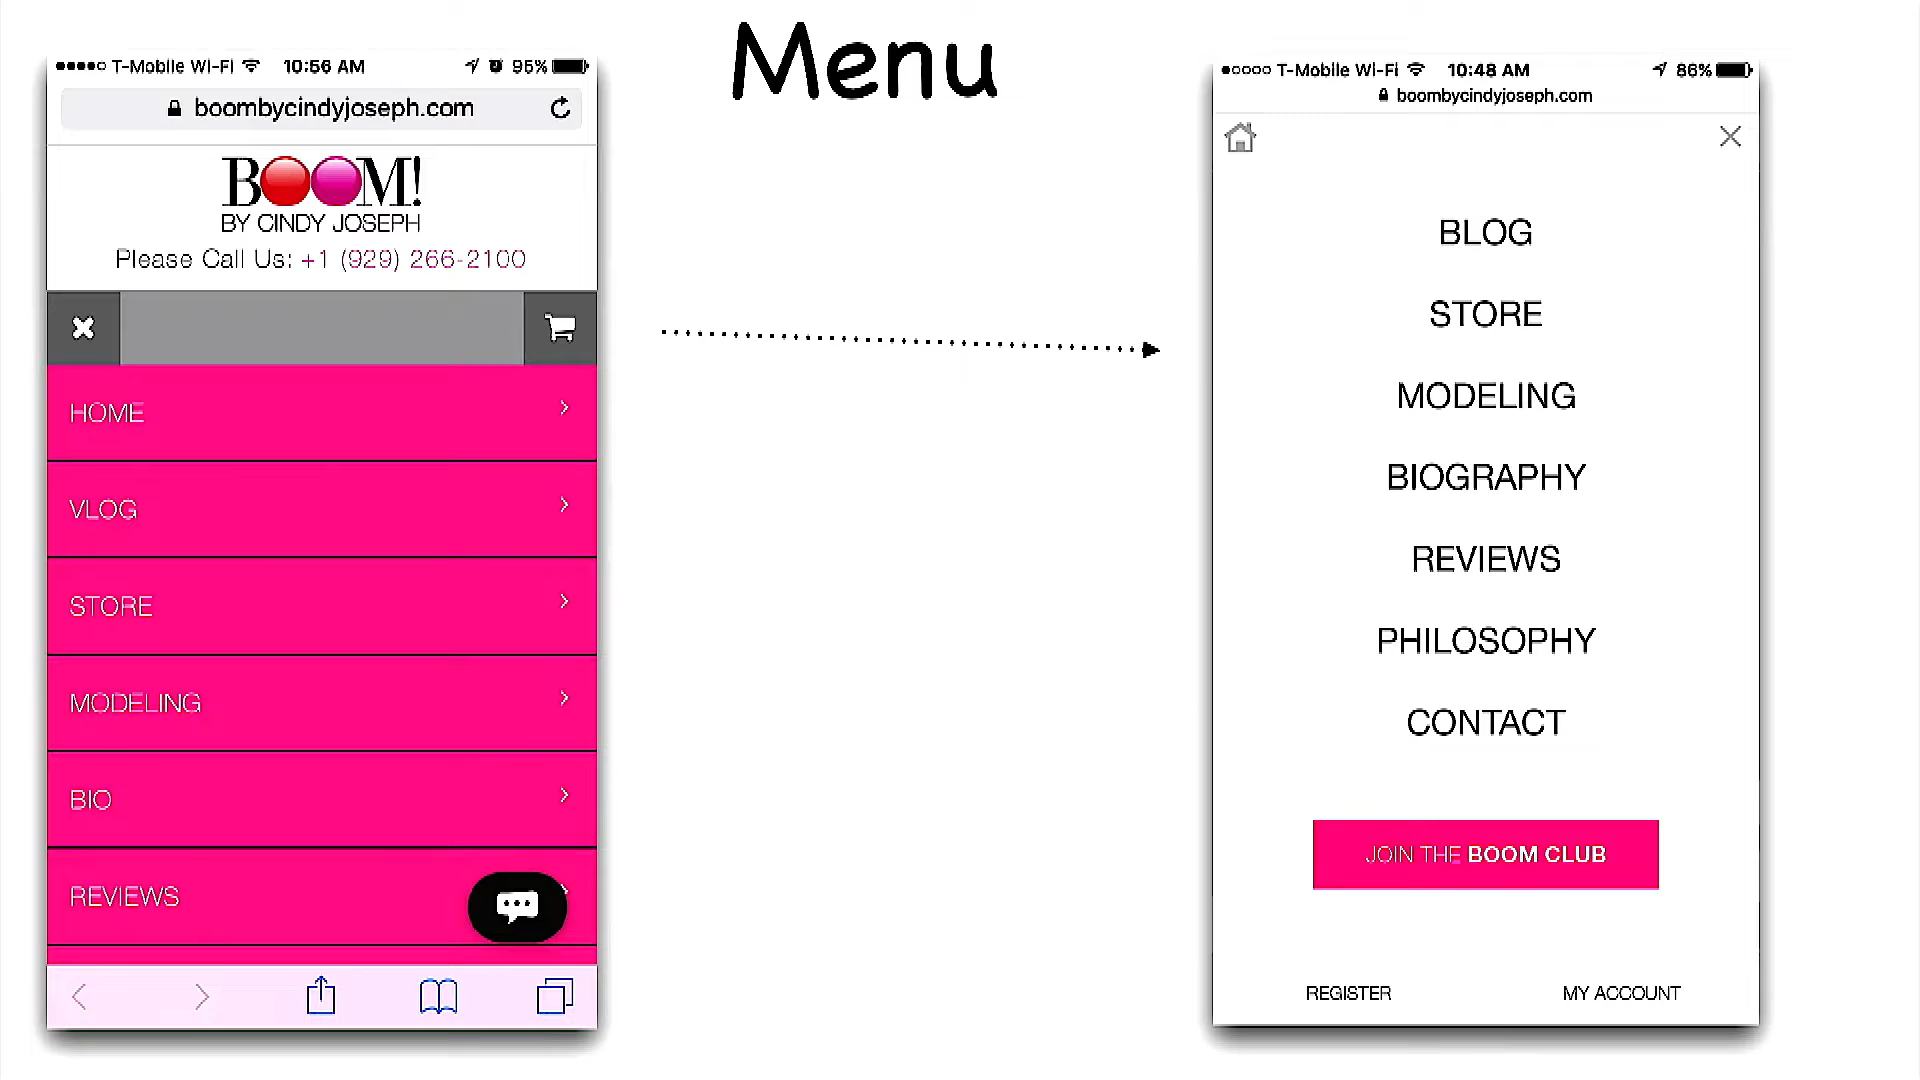 Menu
T-Mobile Wi-Fi 10:56 AM 95%
boombycindyjoseph.com
BOOM!
BY CINDY JOSEPH
Please Call Us: +1 (929) 266-2100
HOME
VLOG
STORE
MODELING
BIO
REVIEWS
T-Mobile Wi-Fi 10:48 AM 86%
boombycindyjoseph.com
BLOG
STORE
MODELING
BIOGRAPHY
REVIEWS
PHILOSOPHY
CONTACT
JOIN THE BOOM CLUB
REGISTER MY ACCOUNT